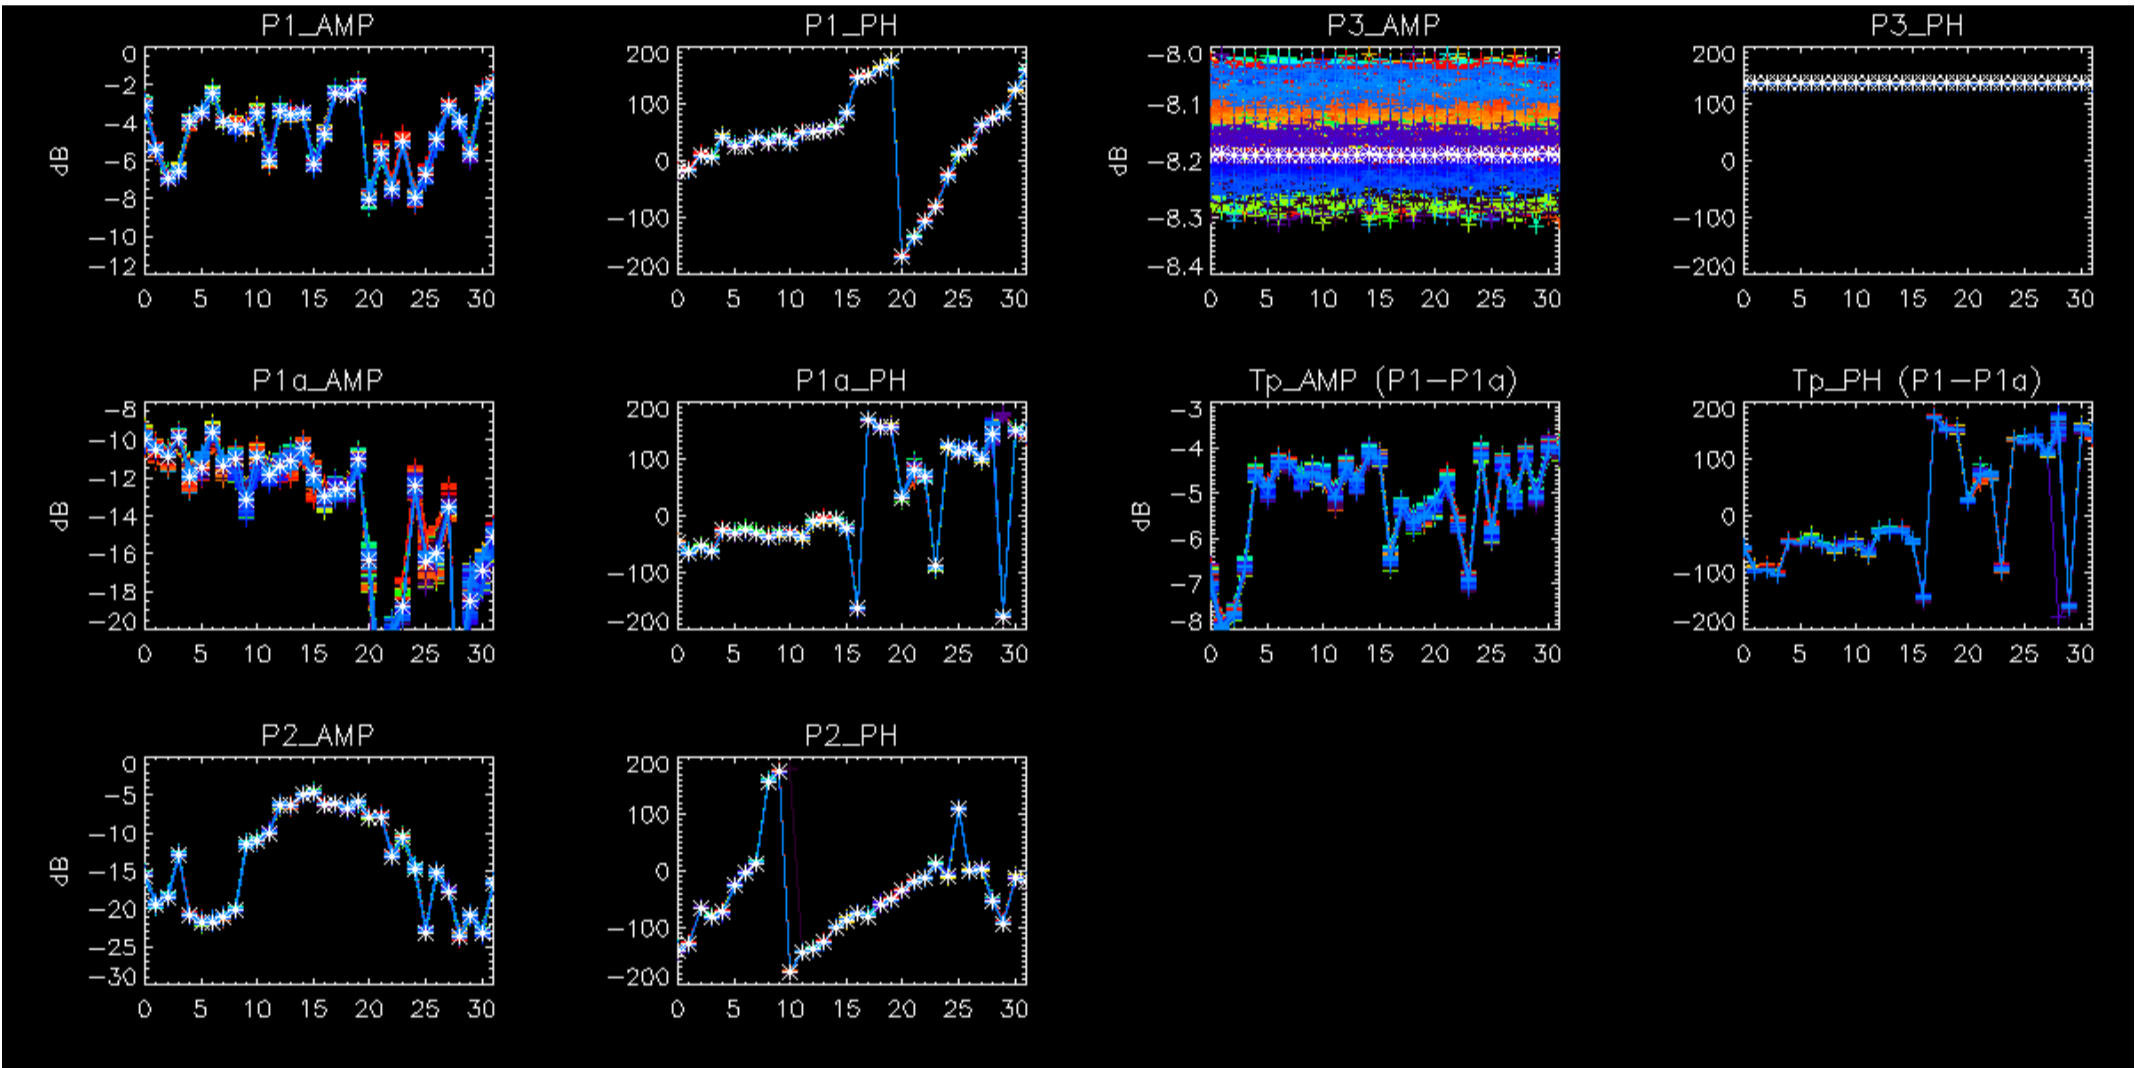 P1_AMP
P1_PH
P3_AMP
P3_PH
0
-2
-4
-6
-8
-10
-12
dB
0 5 10 15 20 25 30
200
100
0
-100
-200
0 5 10 15 20 25 30
-8.0
-8.1
-8.2
-8.3
-8.4
dB
0 5 10 15 20 25 30
200
100
0
-100
-200
0 5 10 15 20 25 30
P1a_AMP
P1a_PH
Tp_AMP (P1-P1a)
Tp_PH (P1-P1a)
-8
-10
-12
-14
-16
-18
-20
dB
0 5 10 15 20 25 30
200
100
0
-100
-200
0 5 10 15 20 25 30
-3
-4
-5
-6
-7
-8
dB
0 5 10 15 20 25 30
200
100
0
-100
-200
0 5 10 15 20 25 30
P2_AMP
P2_PH
0
-5
-10
-15
-20
-25
-30
dB
0 5 10 15 20 25 30
200
100
0
-100
-200
0 5 10 15 20 25 30